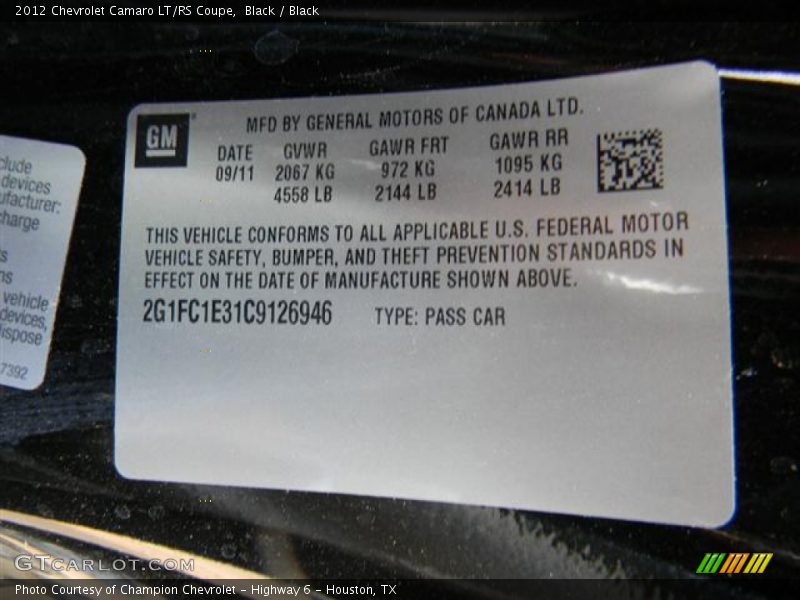 2012 Chevrolet Camaro LT/RS Coupe, Black / Black
GM
MFD BY GENERAL MOTORS OF CANADA LTD.
DATE GVWR GAWR FRT GAWR RR
09/11 2067 KG 972 KG 1095 KG
4558 LB 2144 LB 2414 LB
THIS VEHICLE CONFORMS TO ALL APPLICABLE U.S. FEDERAL MOTOR
VEHICLE SAFETY, BUMPER, AND THEFT PREVENTION STANDARDS IN
EFFECT ON THE DATE OF MANUFACTURE SHOWN ABOVE.
2G1FC1E31C9126946 TYPE: PASS CAR
devices
vehicle
devices,
7392
GTcarlot.com
Photo Courtesy of Champion Chevrolet - Highway 6 - Houston, TX